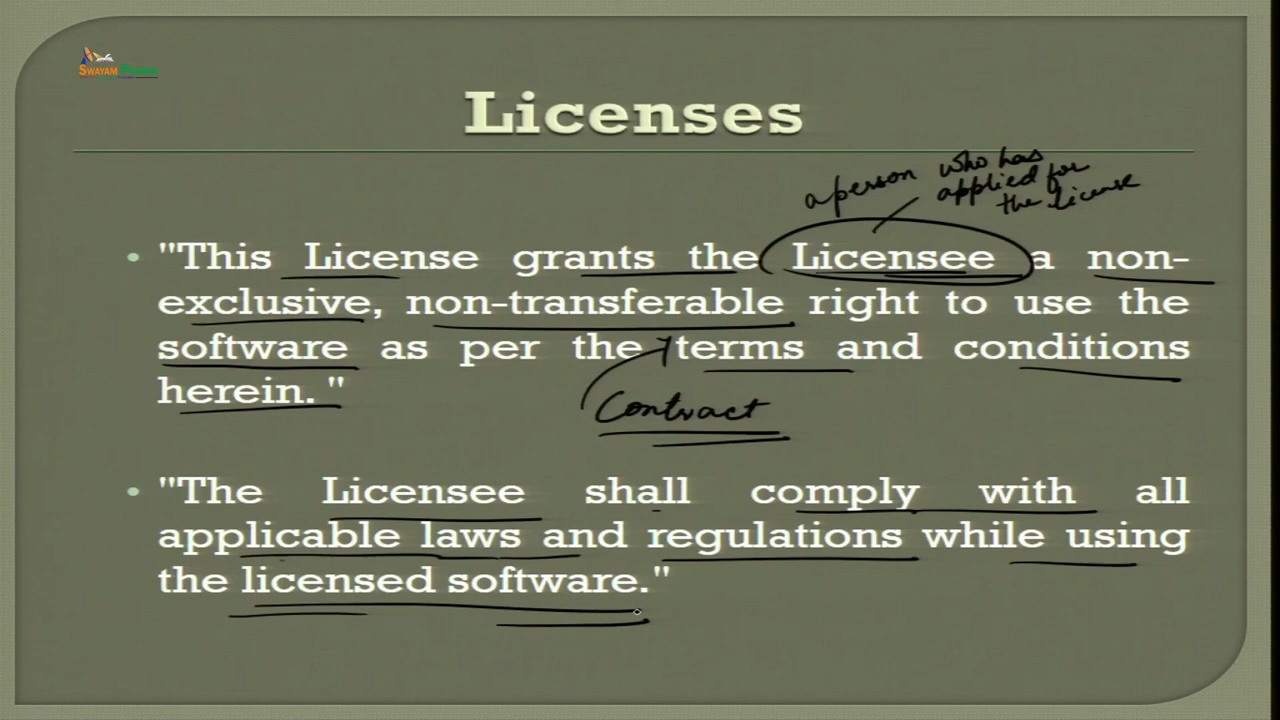 SWAYAM
Licenses
a person who has
applied for
the license
"This License grants the Licensee a non-
exclusive, non-transferable right to use the
software as per the terms and conditions
herein. "
Contract
"The Licensee shall comply with all
applicable laws and regulations while using
the licensed software."